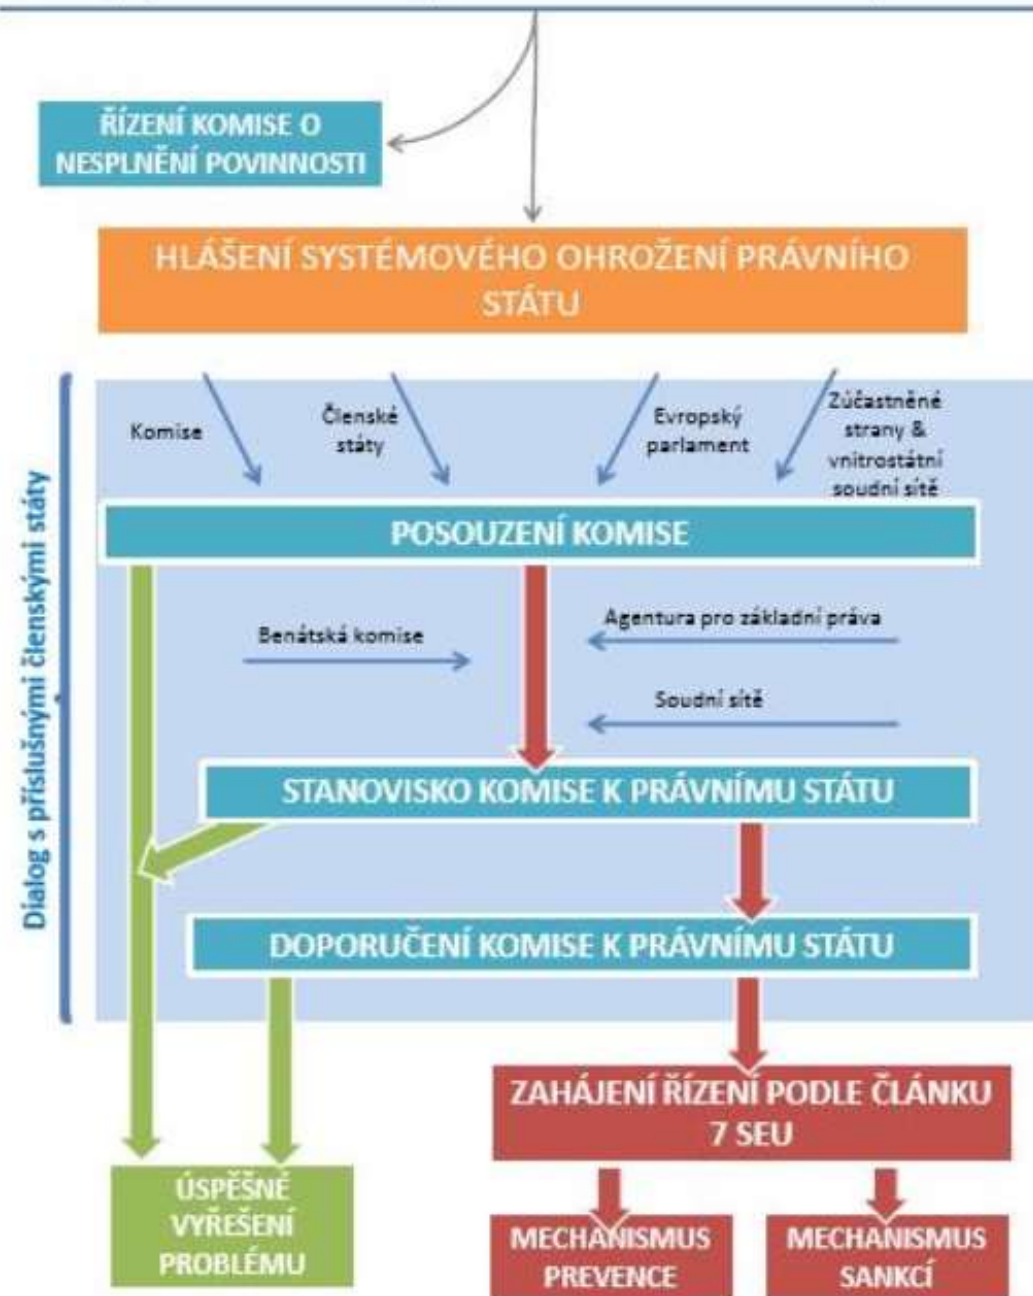 ŘÍZENÍ KOMISE O
NESPLNĚNÍ POVINNOSTI
HLÁŠENÍ SYSTÉMOVÉHO OHROŽENÍ PRÁVNÍHO
STÁTU
Dialog s příslušnými členskými státy
Komise
Členské
státy
Evropský
parlament
Zúčastněné
strany &
vnitrostátní
soudní sítě
POSOUZENÍ KOMISE
Benátská komise
Agentura pro základní práva
Soudní sítě
STANOVISKO KOMISE K PRÁVNÍMU STÁTU
DOPORUČENÍ KOMISE K PRÁVNÍMU STÁTU
ZAHÁJENÍ ŘÍZENÍ PODLE ČLÁNKU
7 SEU
ÚSPĚŠNÉ
VYŘEŠENÍ
PROBLÉMU
MECHANISMUS
PREVENCE
MECHANISMUS
SANKCÍ